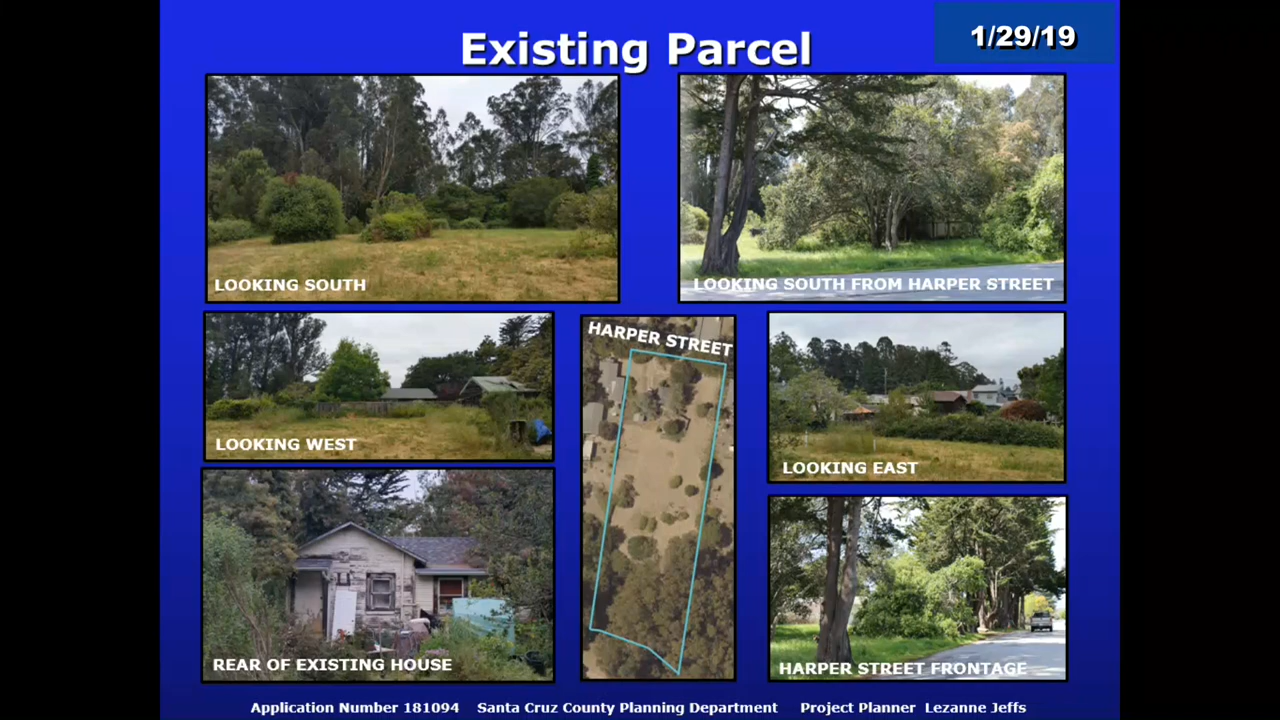 Existing Parcel
1/29/19
LOOKING SOUTH
LOOKING SOUTH FROM HARPER STREET
LOOKING WEST
HARPER STREET
LOOKING EAST
REAR OF EXISTING HOUSE
HARPER STREET FRONTAGE
Application Number 181094 Santa Cruz County Planning Department Project Planner Lezanne Jeffs